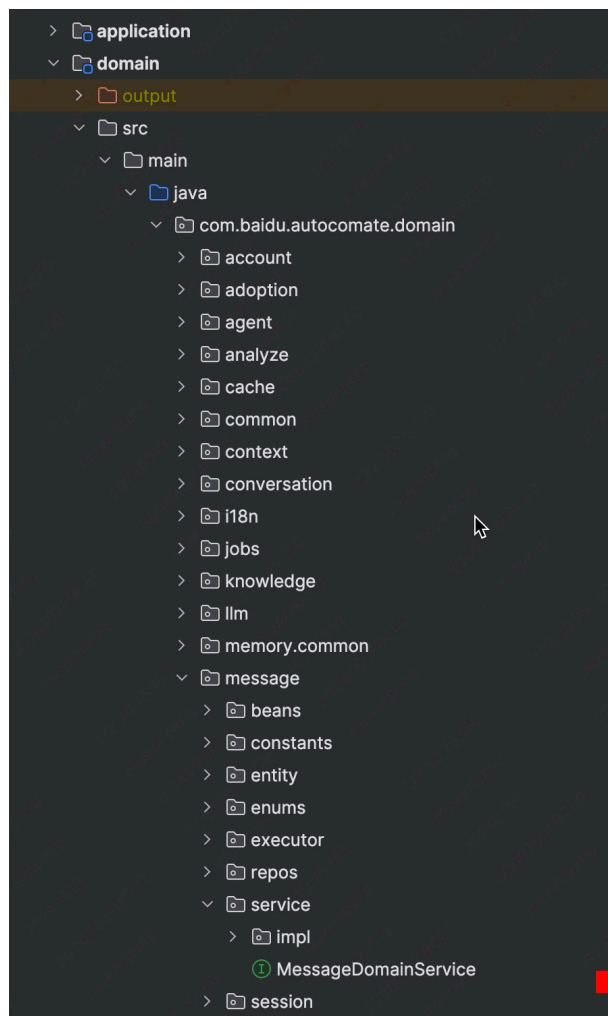 application
domain
output
src
main
java
com.baidu.autocomate.domain
account
adoption
agent
analyze
cache
common
context
conversation
i18n
jobs
knowledge
llm
memory.common
message
beans
constants
entity
enums
executor
repos
service
impl
MessageDomainService
session